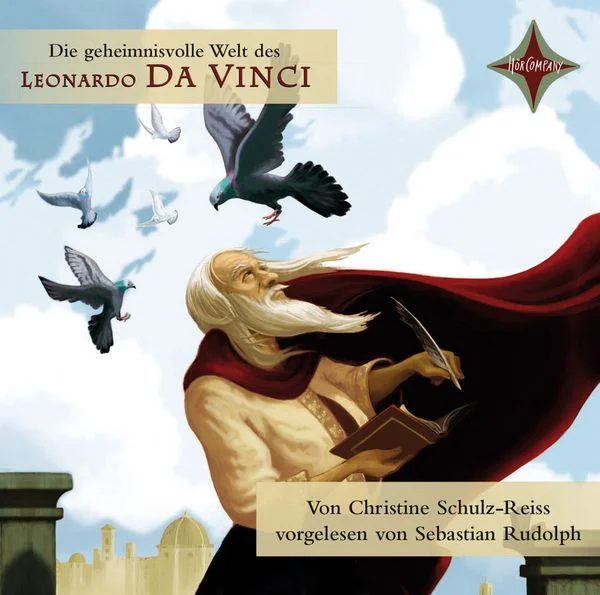 Die geheimnisvolle Welt des
LEONARDO DA VINCI
HÖRCOMPANY
Von Christine Schulz-Reiss
vorgelesen von Sebastian Rudolph